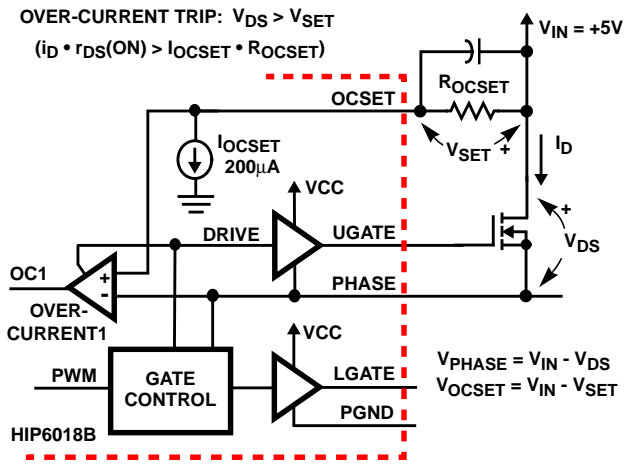 OVER-CURRENT TRIP: VDS > VSET
(iD • rDS(ON) > IOCSET • ROCSET)
VIN = +5V
OCSET
ROCSET
VSET +
IOCSET
200µA
ID
VCC
DRIVE
UGATE
+
VDS
-
OC1
+
-
PHASE
OVER-
CURRENT1
VCC
PWM
GATE
CONTROL
LGATE
PGND
VPHASE = VIN - VDS
VOCSET = VIN - VSET
HIP6018B